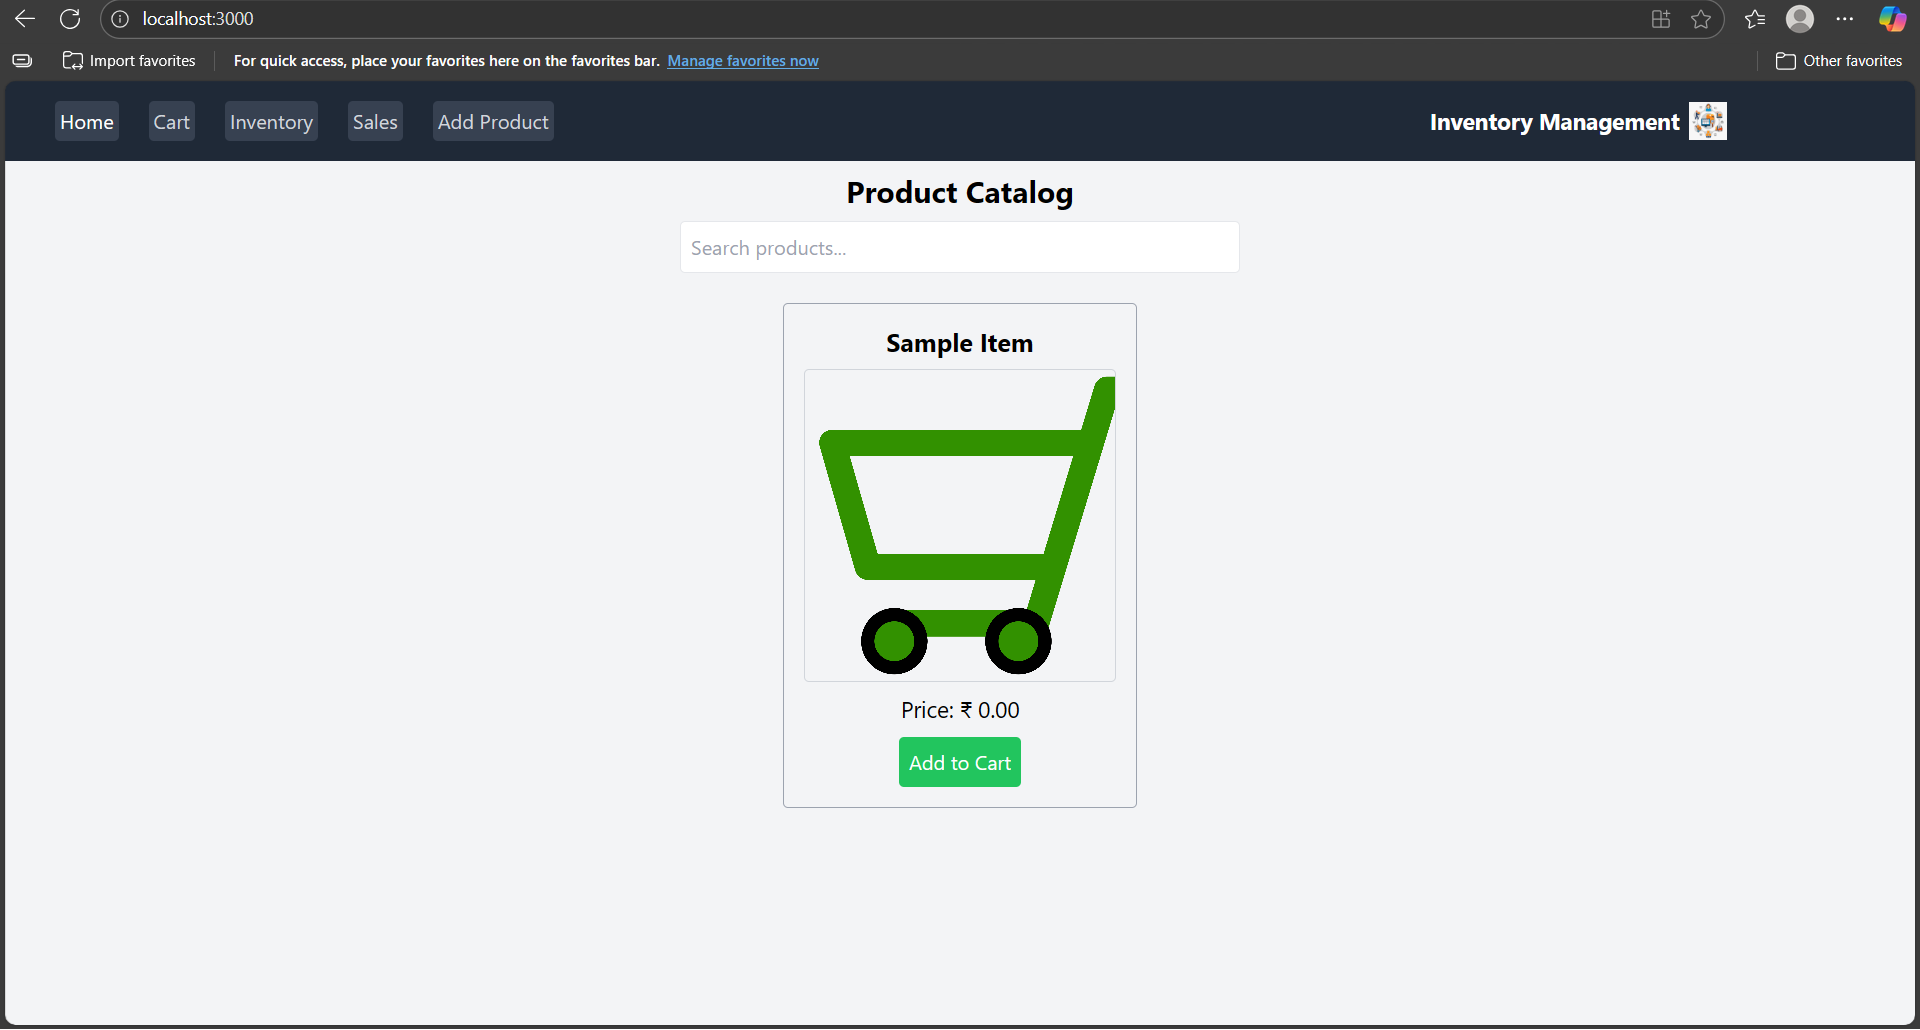 localhost:3000
Import favorites
For quick access, place your favorites here on the favorites bar. Manage favorites now
Other favorites
Home
Cart
Inventory
Sales
Add Product
Inventory Management
Product Catalog
Search products...
Sample Item
Price: ₹ 0.00
Add to Cart